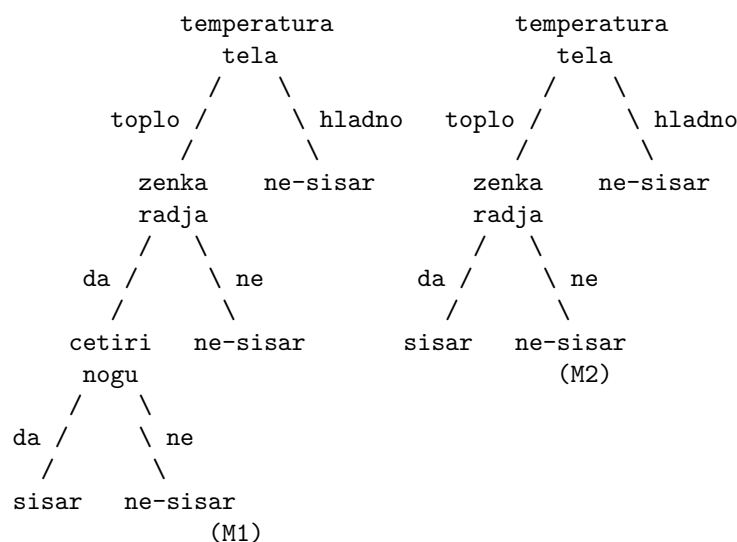 temperatura temperatura
tela tela
/ \ / \
toplo / \ hladno toplo / \ hladno
/ \ / \
zenka ne-sisar zenka ne-sisar
radja radja
/ \ / \
da / \ ne da / \ ne
/ \ / \
cetiri ne-sisar sisar ne-sisar
nogu (M2)
/ \
da / \ ne
/ \
sisar ne-sisar
(M1)